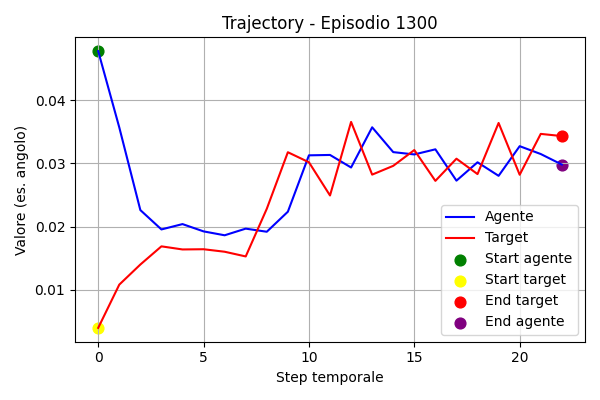 Trajectory - Episodio 1300
Valore (es. angolo)
0.04
0.03
0.02
0.01
Agente
Target
Start agente
Start target
End target
End agente
0 5 10 15 20
Step temporale